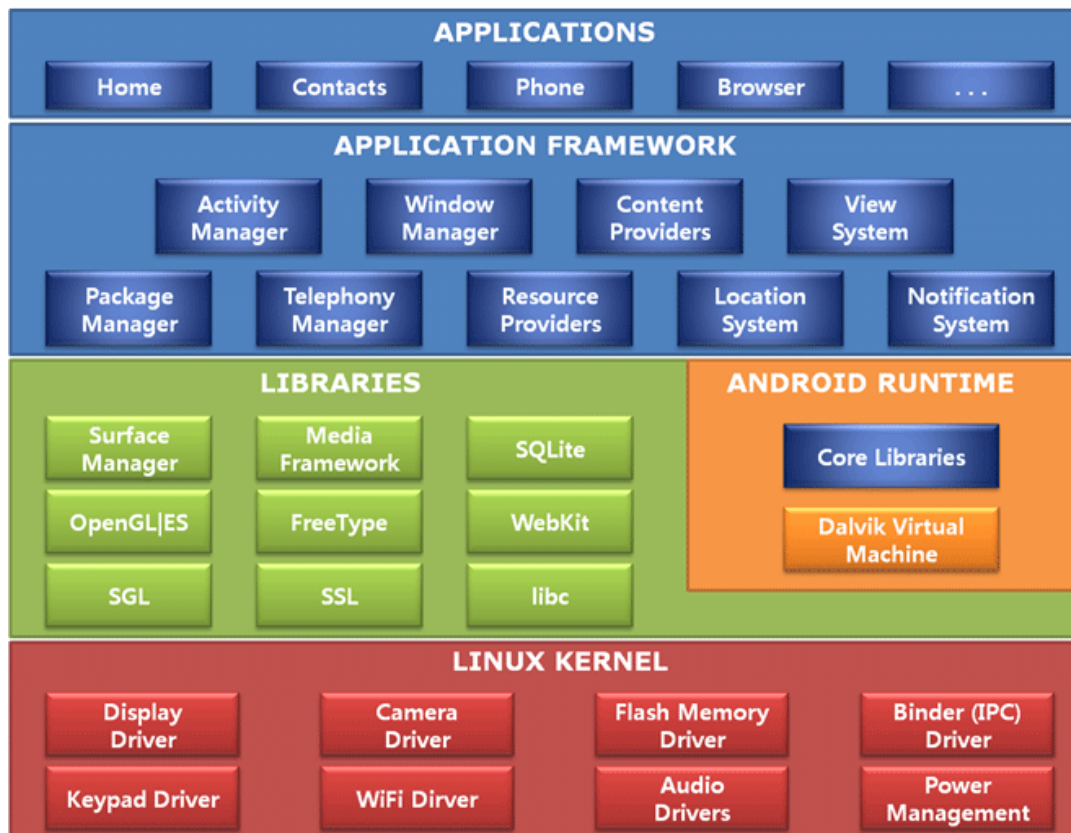 APPLICATIONS
Home
Contacts
Phone
Browser
. . .
APPLICATION FRAMEWORK
Activity
Manager
Window
Manager
Content
Providers
View
System
Package
Manager
Telephony
Manager
Resource
Providers
Location
System
Notification
System
LIBRARIES
Surface
Manager
Media
Framework
SQLite
OpenGL|ES
FreeType
WebKit
SGL
SSL
libc
ANDROID RUNTIME
Core Libraries
Dalvik Virtual
Machine
LINUX KERNEL
Display
Driver
Camera
Driver
Flash Memory
Driver
Binder (IPC)
Driver
Keypad Driver
WiFi Dirver
Audio
Drivers
Power
Management